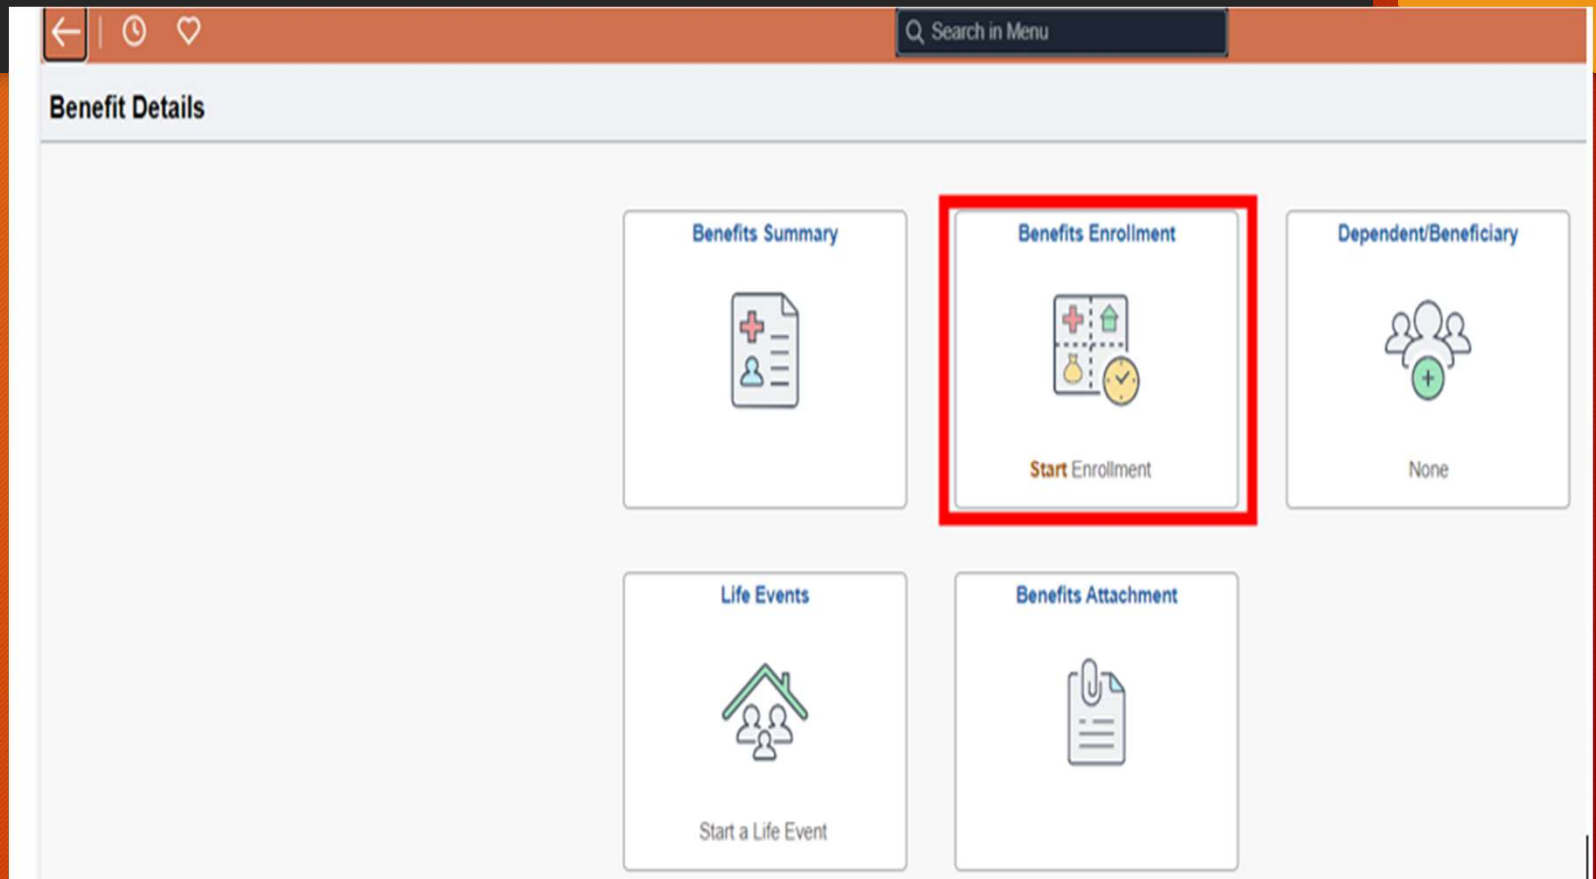 Search in Menu
Benefit Details
Benefits Summary
Benefits Enrollment
Start Enrollment
Dependent/Beneficiary
None
Life Events
Start a Life Event
Benefits Attachment